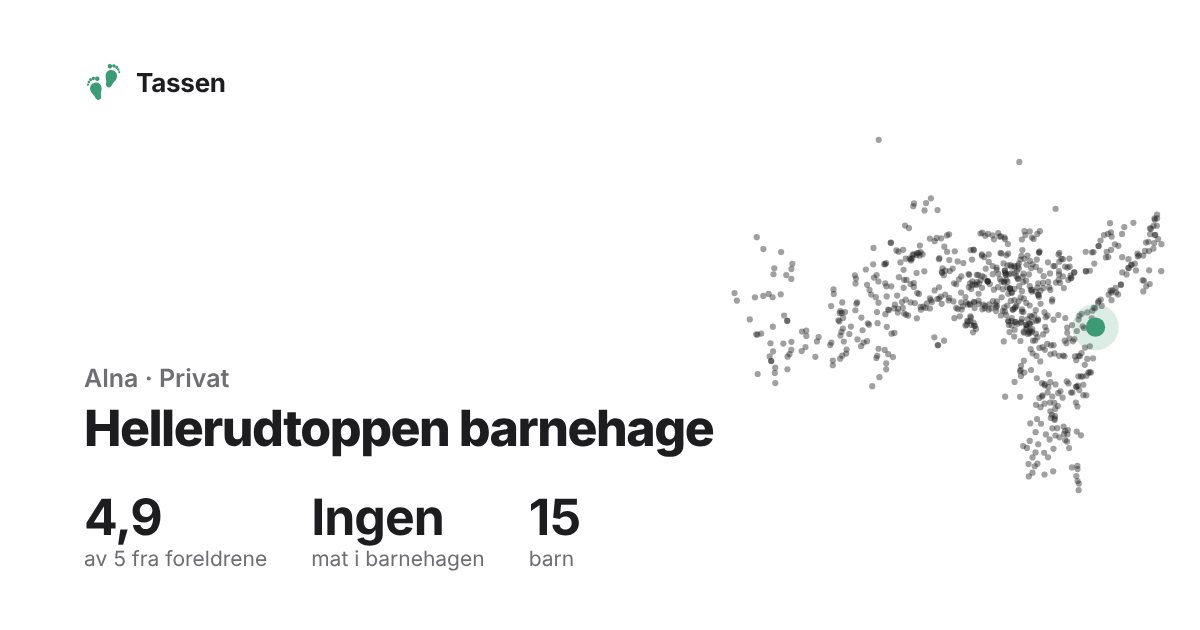 Tassen
Alna · Privat
Hellerudtoppen barnehage
4,9 Ingen 15
av 5 fra foreldrene mat i barnehagen barn